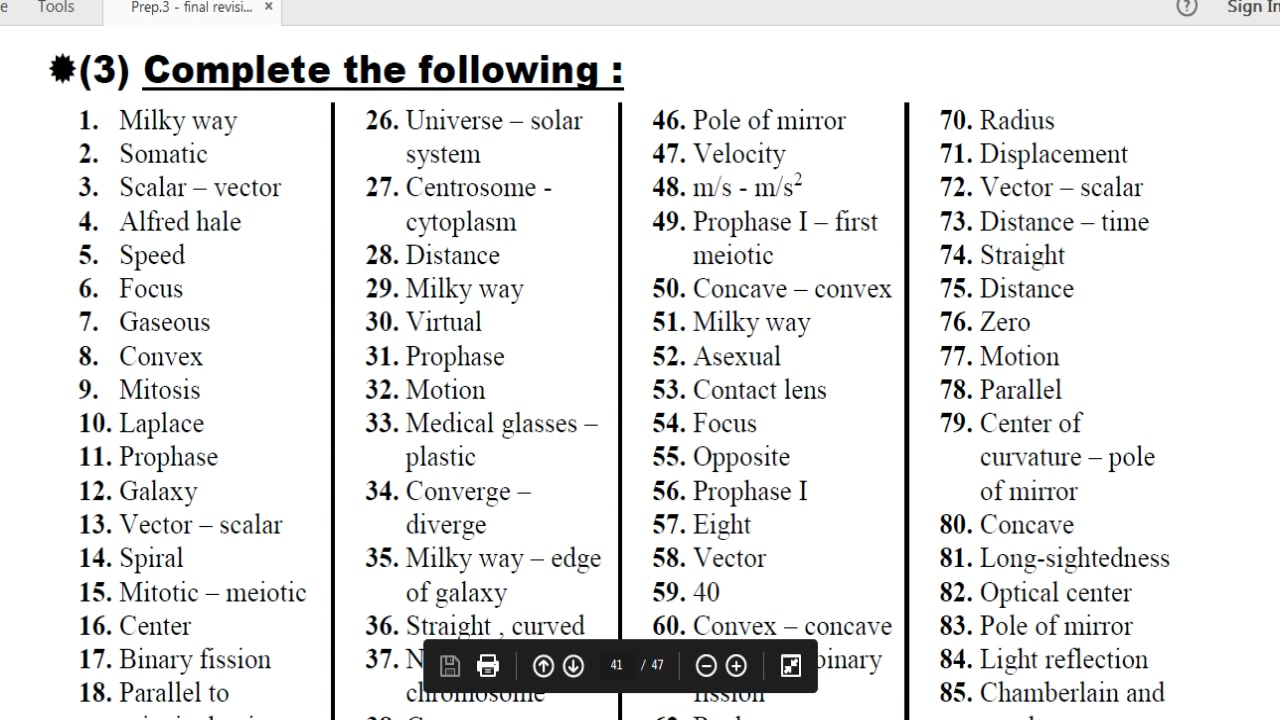 Tools
Prep.3 - final revisi... ×
?
(3) Complete the following :
1. Milky way
2. Somatic
3. Scalar – vector
4. Alfred hale
5. Speed
6. Focus
7. Gaseous
8. Convex
9. Mitosis
10. Laplace
11. Prophase
12. Galaxy
13. Vector – scalar
14. Spiral
15. Mitotic – meiotic
16. Center
17. Binary fission
18. Parallel to
26. Universe – solar
system
27. Centrosome -
cytoplasm
28. Distance
29. Milky way
30. Virtual
31. Prophase
32. Motion
33. Medical glasses –
plastic
34. Converge –
diverge
35. Milky way – edge
of galaxy
36. Straight , curved
37.
chromosome
46. Pole of mirror
47. Velocity
48. m/s - m/s²
49. Prophase I – first
meiotic
50. Concave – convex
51. Milky way
52. Asexual
53. Contact lens
54. Focus
55. Opposite
56. Prophase I
57. Eight
58. Vector
59. 40
60. Convex – concave
binary
fission
70. Radius
71. Displacement
72. Vector – scalar
73. Distance – time
74. Straight
75. Distance
76. Zero
77. Motion
78. Parallel
79. Center of
curvature – pole
of mirror
80. Concave
81. Long-sightedness
82. Optical center
83. Pole of mirror
84. Light reflection
85. Chamberlain and
41 / 47